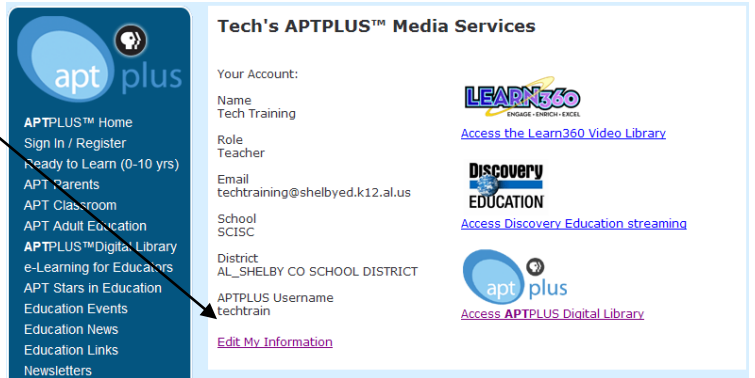 apt plus
APTPLUS™ Home
Sign In / Register
Ready to Learn (0-10 yrs)
APT Parents
APT Classroom
APT Adult Education
APTPLUS™Digital Library
e-Learning for Educators
APT Stars in Education
Education Events
Education News
Education Links
Newsletters
Tech's APTPLUS™ Media Services
Your Account:
Name
Tech Training
Role
Teacher
Email
techtraining@shelbyed.k12.al.us
School
SCISC
District
AL_SHELBY CO SCHOOL DISTRICT
APTPLUS Username
techtrain
Edit My Information
LEARN360
ENGAGE - ENRICH - EXCEL
Access the Learn360 Video Library
Discovery
EDUCATION
Access Discovery Education streaming
apt plus
Access APTPLUS Digital Library